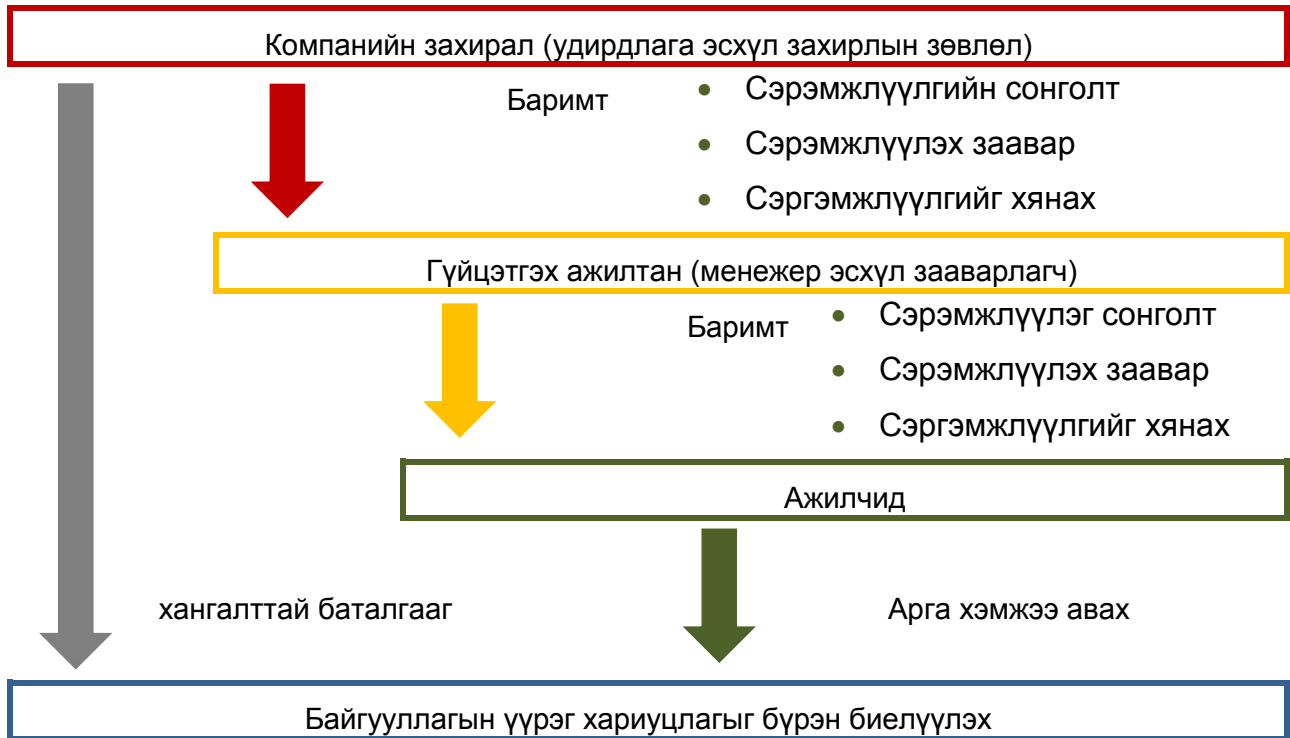 Компанийн захирал (удирдлага эсхүл захирлын зөвлөл)
Баримт
• Сэрэмжлүүлгийн сонголт
• Сэрэмжлүүлэх заавар
• Сэргэмжлүүлгийг хянах
Гүйцэтгэх ажилтан (менежер эсхүл зааварлагч)
Баримт
• Сэрэмжлүүлэг сонголт
• Сэрэмжлүүлэх заавар
• Сэргэмжлүүлгийг хянах
Ажилчид
хангалттай баталгааг
Арга хэмжээ авах
Байгууллагын үүрэг хариуцлагыг бүрэн биелүүлэх